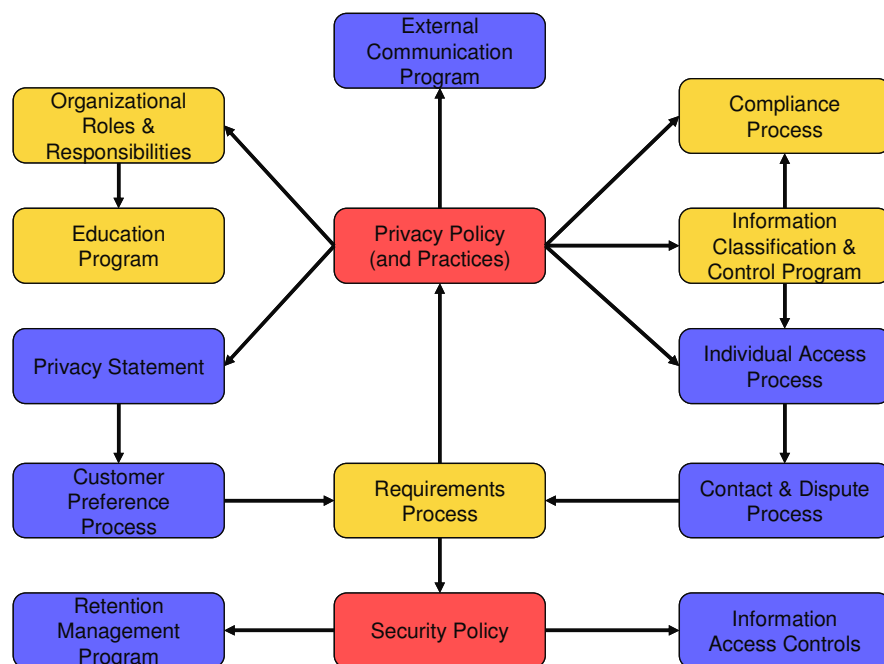 External
Communication
Program
Organizational
Roles &
Responsibilities
Compliance
Process
Education
Program
Privacy Policy
(and Practices)
Information
Classification &
Control Program
Privacy Statement
Individual Access
Process
Customer
Preference
Process
Requirements
Process
Contact & Dispute
Process
Retention
Management
Program
Security Policy
Information
Access Controls